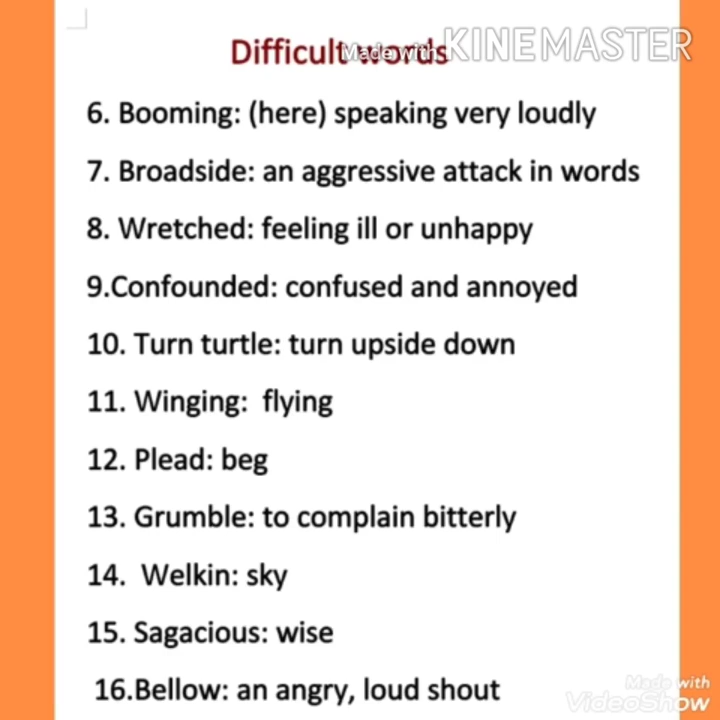 Difficult words
Made with KINEMASTER
6. Booming: (here) speaking very loudly
7. Broadside: an aggressive attack in words
8. Wretched: feeling ill or unhappy
9.Confounded: confused and annoyed
10. Turn turtle: turn upside down
11. Winging:  flying
12. Plead: beg
13. Grumble: to complain bitterly
14.  Welkin: sky
15. Sagacious: wise
16.Bellow: an angry, loud shout
Made with
VideoShow